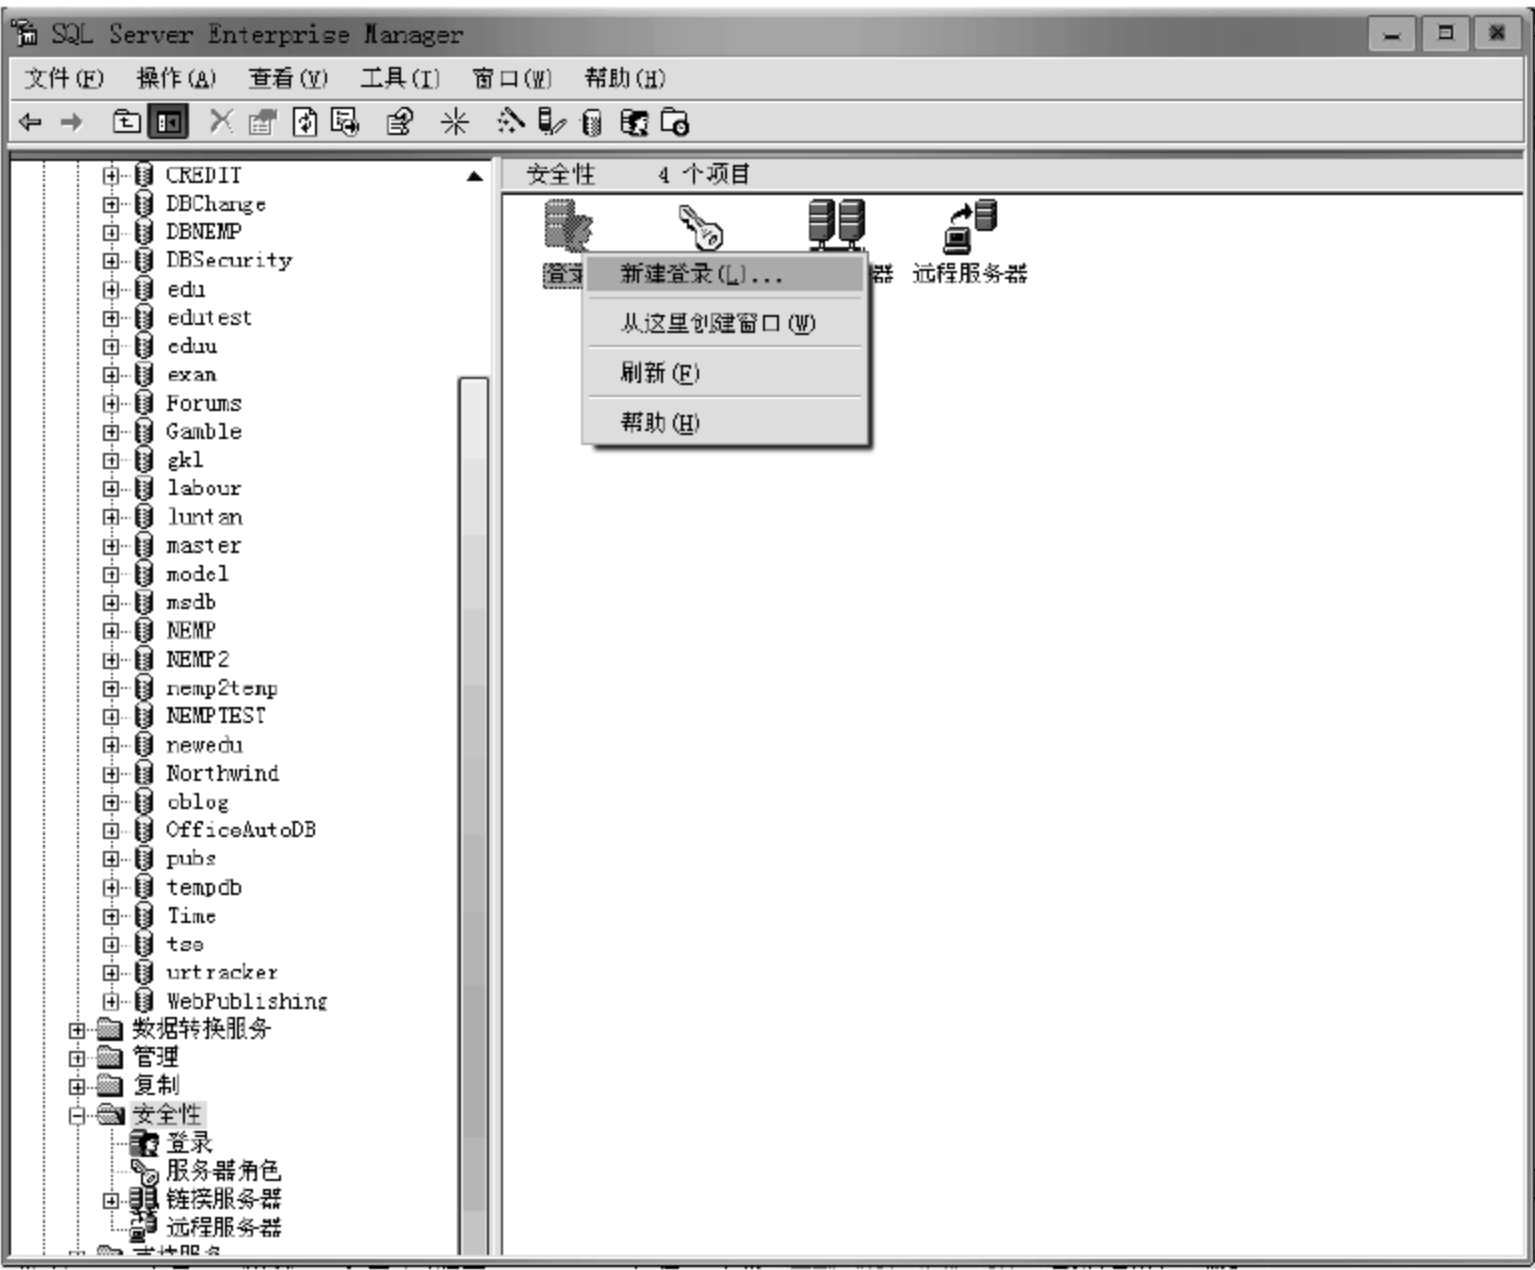 SQL Server Enterprise Manager
文件(F) 操作(A) 查看(V) 工具(T) 窗口(W) 帮助(H)
安全性 4 个项目
CREDIT
DBChange
DBNEMP
DBSecurity
edu
edutest
eduu
exam
Forums
Gamble
gkl
labour
luntan
master
model
msdb
NEMP
NEMP2
nemp2temp
NEMPTEST
newedu
Northwind
oblog
OfficeAutoDB
pubs
tempdb
Time
tse
urtracker
WebPublishing
数据转换服务
管理
复制
安全性
登录
服务器角色
链接服务器
远程服务器
登录
器
远程服务器
新建登录(L)...
从这里创建窗口(W)
刷新(F)
帮助(H)